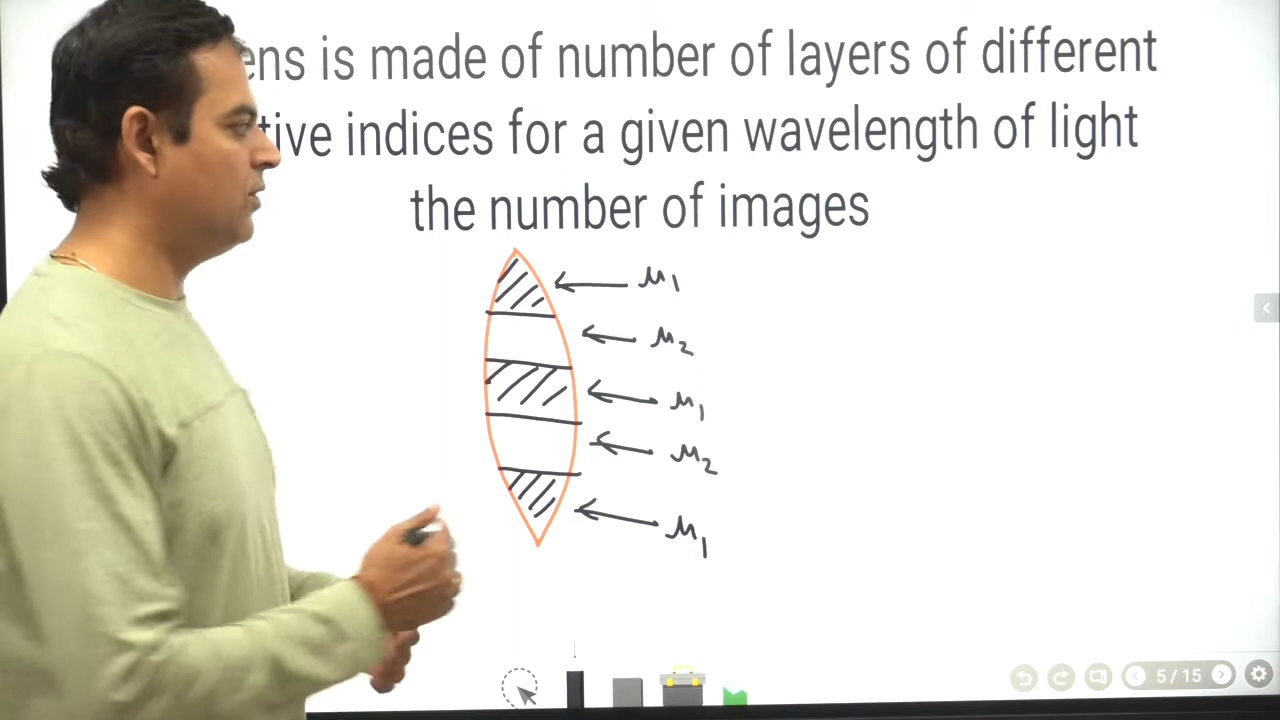 ens is made of number of layers of different
tive indices for a given wavelength of light
the number of images
μ1
μ2
μ1
μ2
μ1
5 / 15